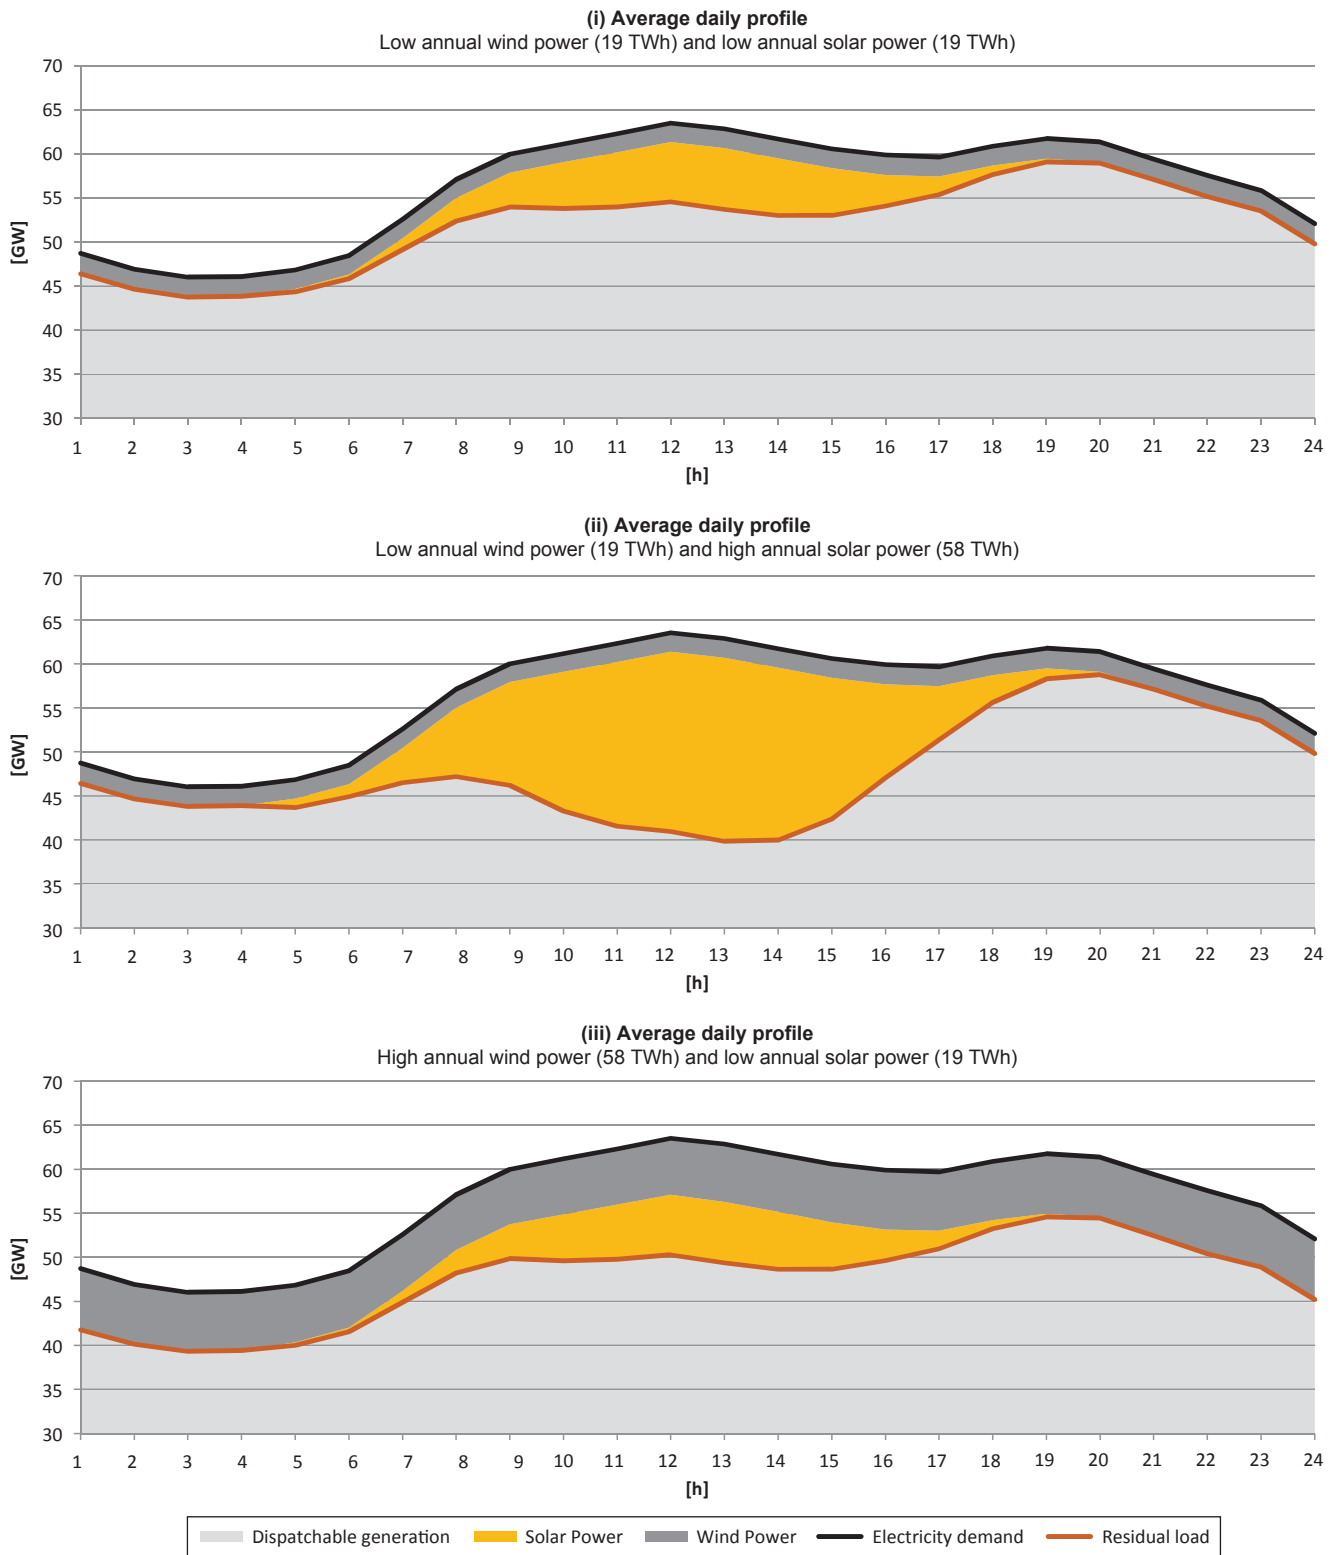 (i) Average daily profile
Low annual wind power (19 TWh) and low annual solar power (19 TWh)
70
65
60
55
50
45
40
35
30
[GW]
1 2 3 4 5 6 7 8 9 10 11 12 13 14 15 16 17 18 19 20 21 22 23 24
[h]
(ii) Average daily profile
Low annual wind power (19 TWh) and high annual solar power (58 TWh)
70
65
60
55
50
45
40
35
30
[GW]
1 2 3 4 5 6 7 8 9 10 11 12 13 14 15 16 17 18 19 20 21 22 23 24
[h]
(iii) Average daily profile
High annual wind power (58 TWh) and low annual solar power (19 TWh)
70
65
60
55
50
45
40
35
30
[GW]
1 2 3 4 5 6 7 8 9 10 11 12 13 14 15 16 17 18 19 20 21 22 23 24
[h]
Dispatchable generation Solar Power Wind Power Electricity demand Residual load